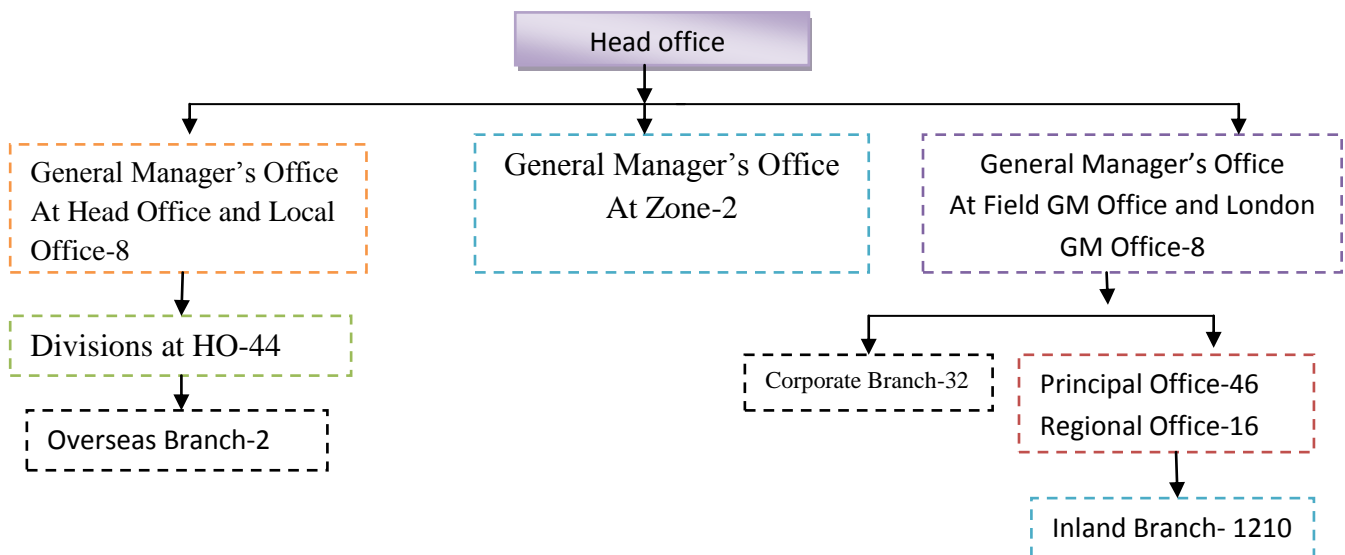 Head office
General Manager’s Office
At Head Office and Local
Office-8
General Manager’s Office
At Zone-2
General Manager’s Office
At Field GM Office and London
GM Office-8
Divisions at HO-44
Overseas Branch-2
Corporate Branch-32
Principal Office-46
Regional Office-16
Inland Branch- 1210